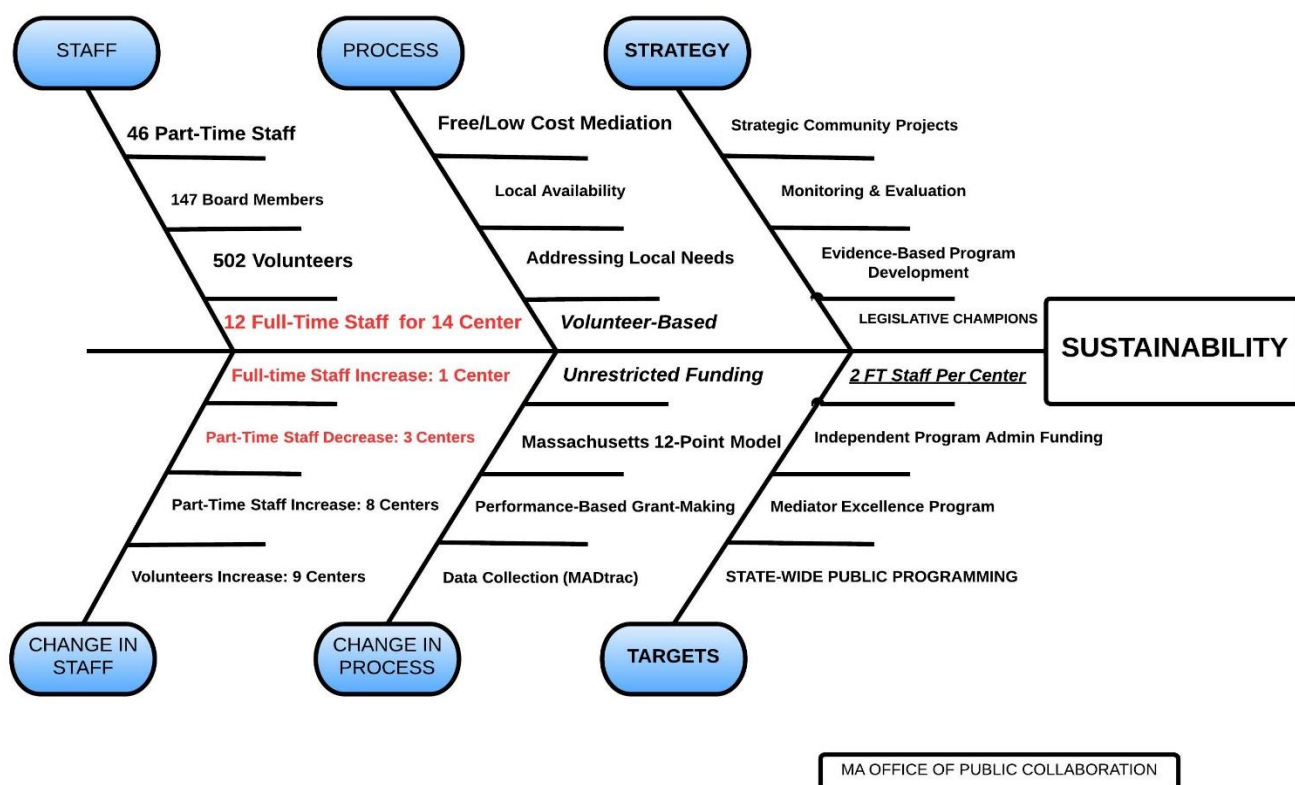 STAFF
PROCESS
STRATEGY
46 Part-Time Staff
147 Board Members
502 Volunteers
12 Full-Time Staff for 14 Center
Free/Low Cost Mediation
Local Availability
Addressing Local Needs
Volunteer-Based
Strategic Community Projects
Monitoring & Evaluation
Evidence-Based Program
Development
LEGISLATIVE CHAMPIONS
SUSTAINABILITY
Full-time Staff Increase: 1 Center
Part-Time Staff Decrease: 3 Centers
Part-Time Staff Increase: 8 Centers
Volunteers Increase: 9 Centers
Unrestricted Funding
Massachusetts 12-Point Model
Performance-Based Grant-Making
Data Collection (MADtrac)
2 FT Staff Per Center
Independent Program Admin Funding
Mediator Excellence Program
STATE-WIDE PUBLIC PROGRAMMING
CHANGE IN
STAFF
CHANGE IN
PROCESS
TARGETS
MA OFFICE OF PUBLIC COLLABORATION